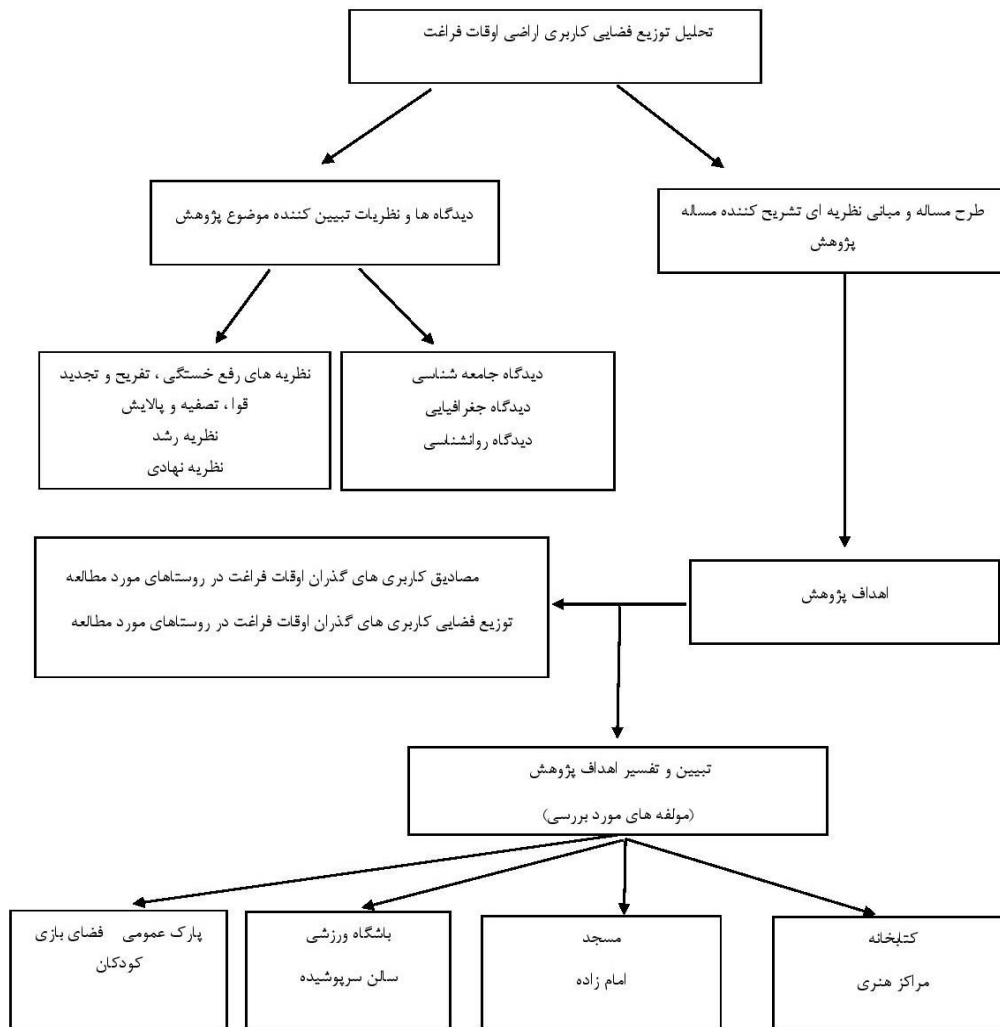 تحلیل توزیع فضایی کاربری اراضی اوقات فراغت
طرح مساله و مبانی نظریه ای تشریح کننده مساله
پژوهش
دیدگاه ها و نظریات تبیین کننده موضوع پژوهش
دیدگاه جامعه شناسی
دیدگاه جغرافیایی
دیدگاه روانشناسی
نظریه های رفع خستگی ، تفریح و تجدید
قوا ، تصفیه و پالایش
نظریه رشد
نظریه نهادی
اهداف پژوهش
مصادیق کاربری های گذران اوقات فراغت در روستاهای مورد مطالعه
توزیع فضایی کاربری های گذران اوقات فراغت در روستاهای مورد مطالعه
تبیین و تفسیر اهداف پژوهش
(مولفه های مورد بررسی)
کتابخانه
مراکز هنری
مسجد
امام زاده
باشگاه ورزشی
سالن سرپوشیده
پارک عمومی فضای بازی
کودکان